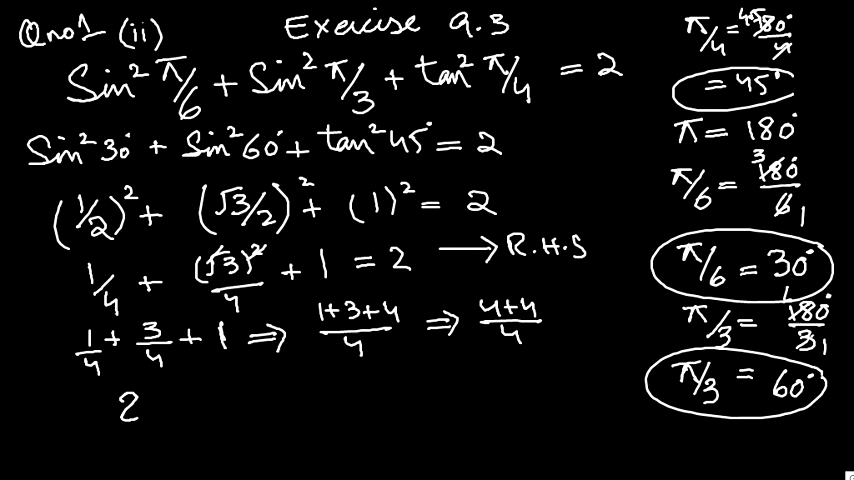 Qno1 (ii) Exercise 9.3
Sin² π/6 + Sin² π/3 + tan² π/4 = 2
Sin² 30° + Sin² 60° + tan² 45° = 2
(1/2)² + (√3/2)² + (1)² = 2
1/4 + (√3)²/4 + 1 = 2 → R.H.S
1/4 + 3/4 + 1 ⇒ 1+3+4/4 ⇒ 4+4/4
2
π/4 = 45 180°/4
= 45°
π = 180°
π/6 = 3 180°/6 1
π/6 = 30°
π/3 = 1 180°/3 1
π/3 = 60°